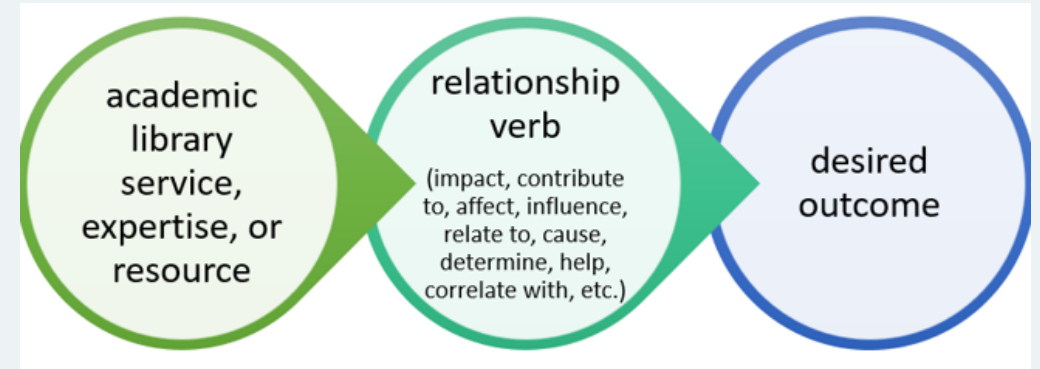 academic
library
service,
expertise, or
resource
relationship
verb
(impact, contribute
to, affect, influence,
relate to, cause,
determine, help,
correlate with, etc.)
desired
outcome